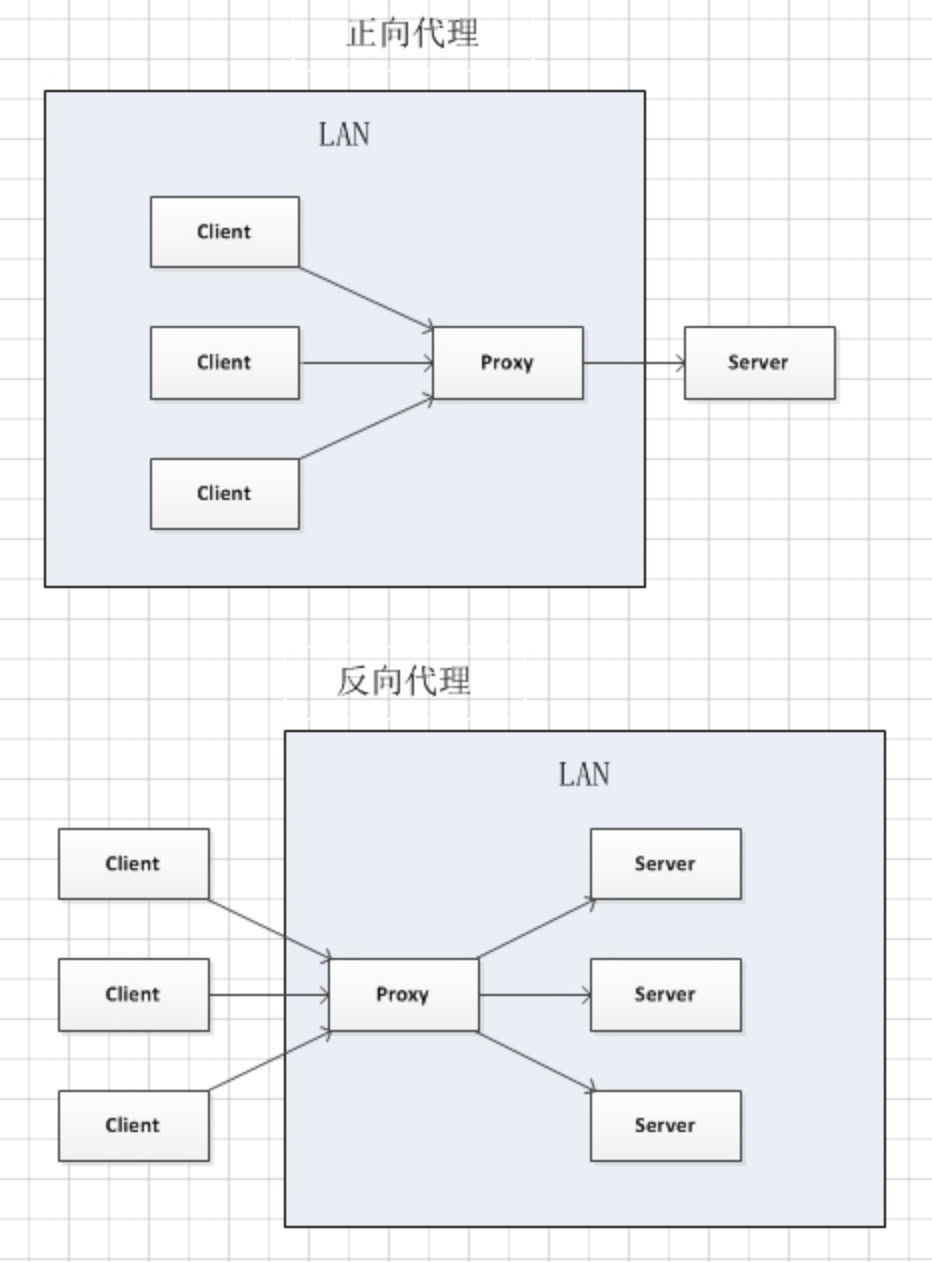 正向代理
LAN
Client
Client
Proxy
Server
Client
反向代理
LAN
Client
Server
Client
Proxy
Server
Client
Server